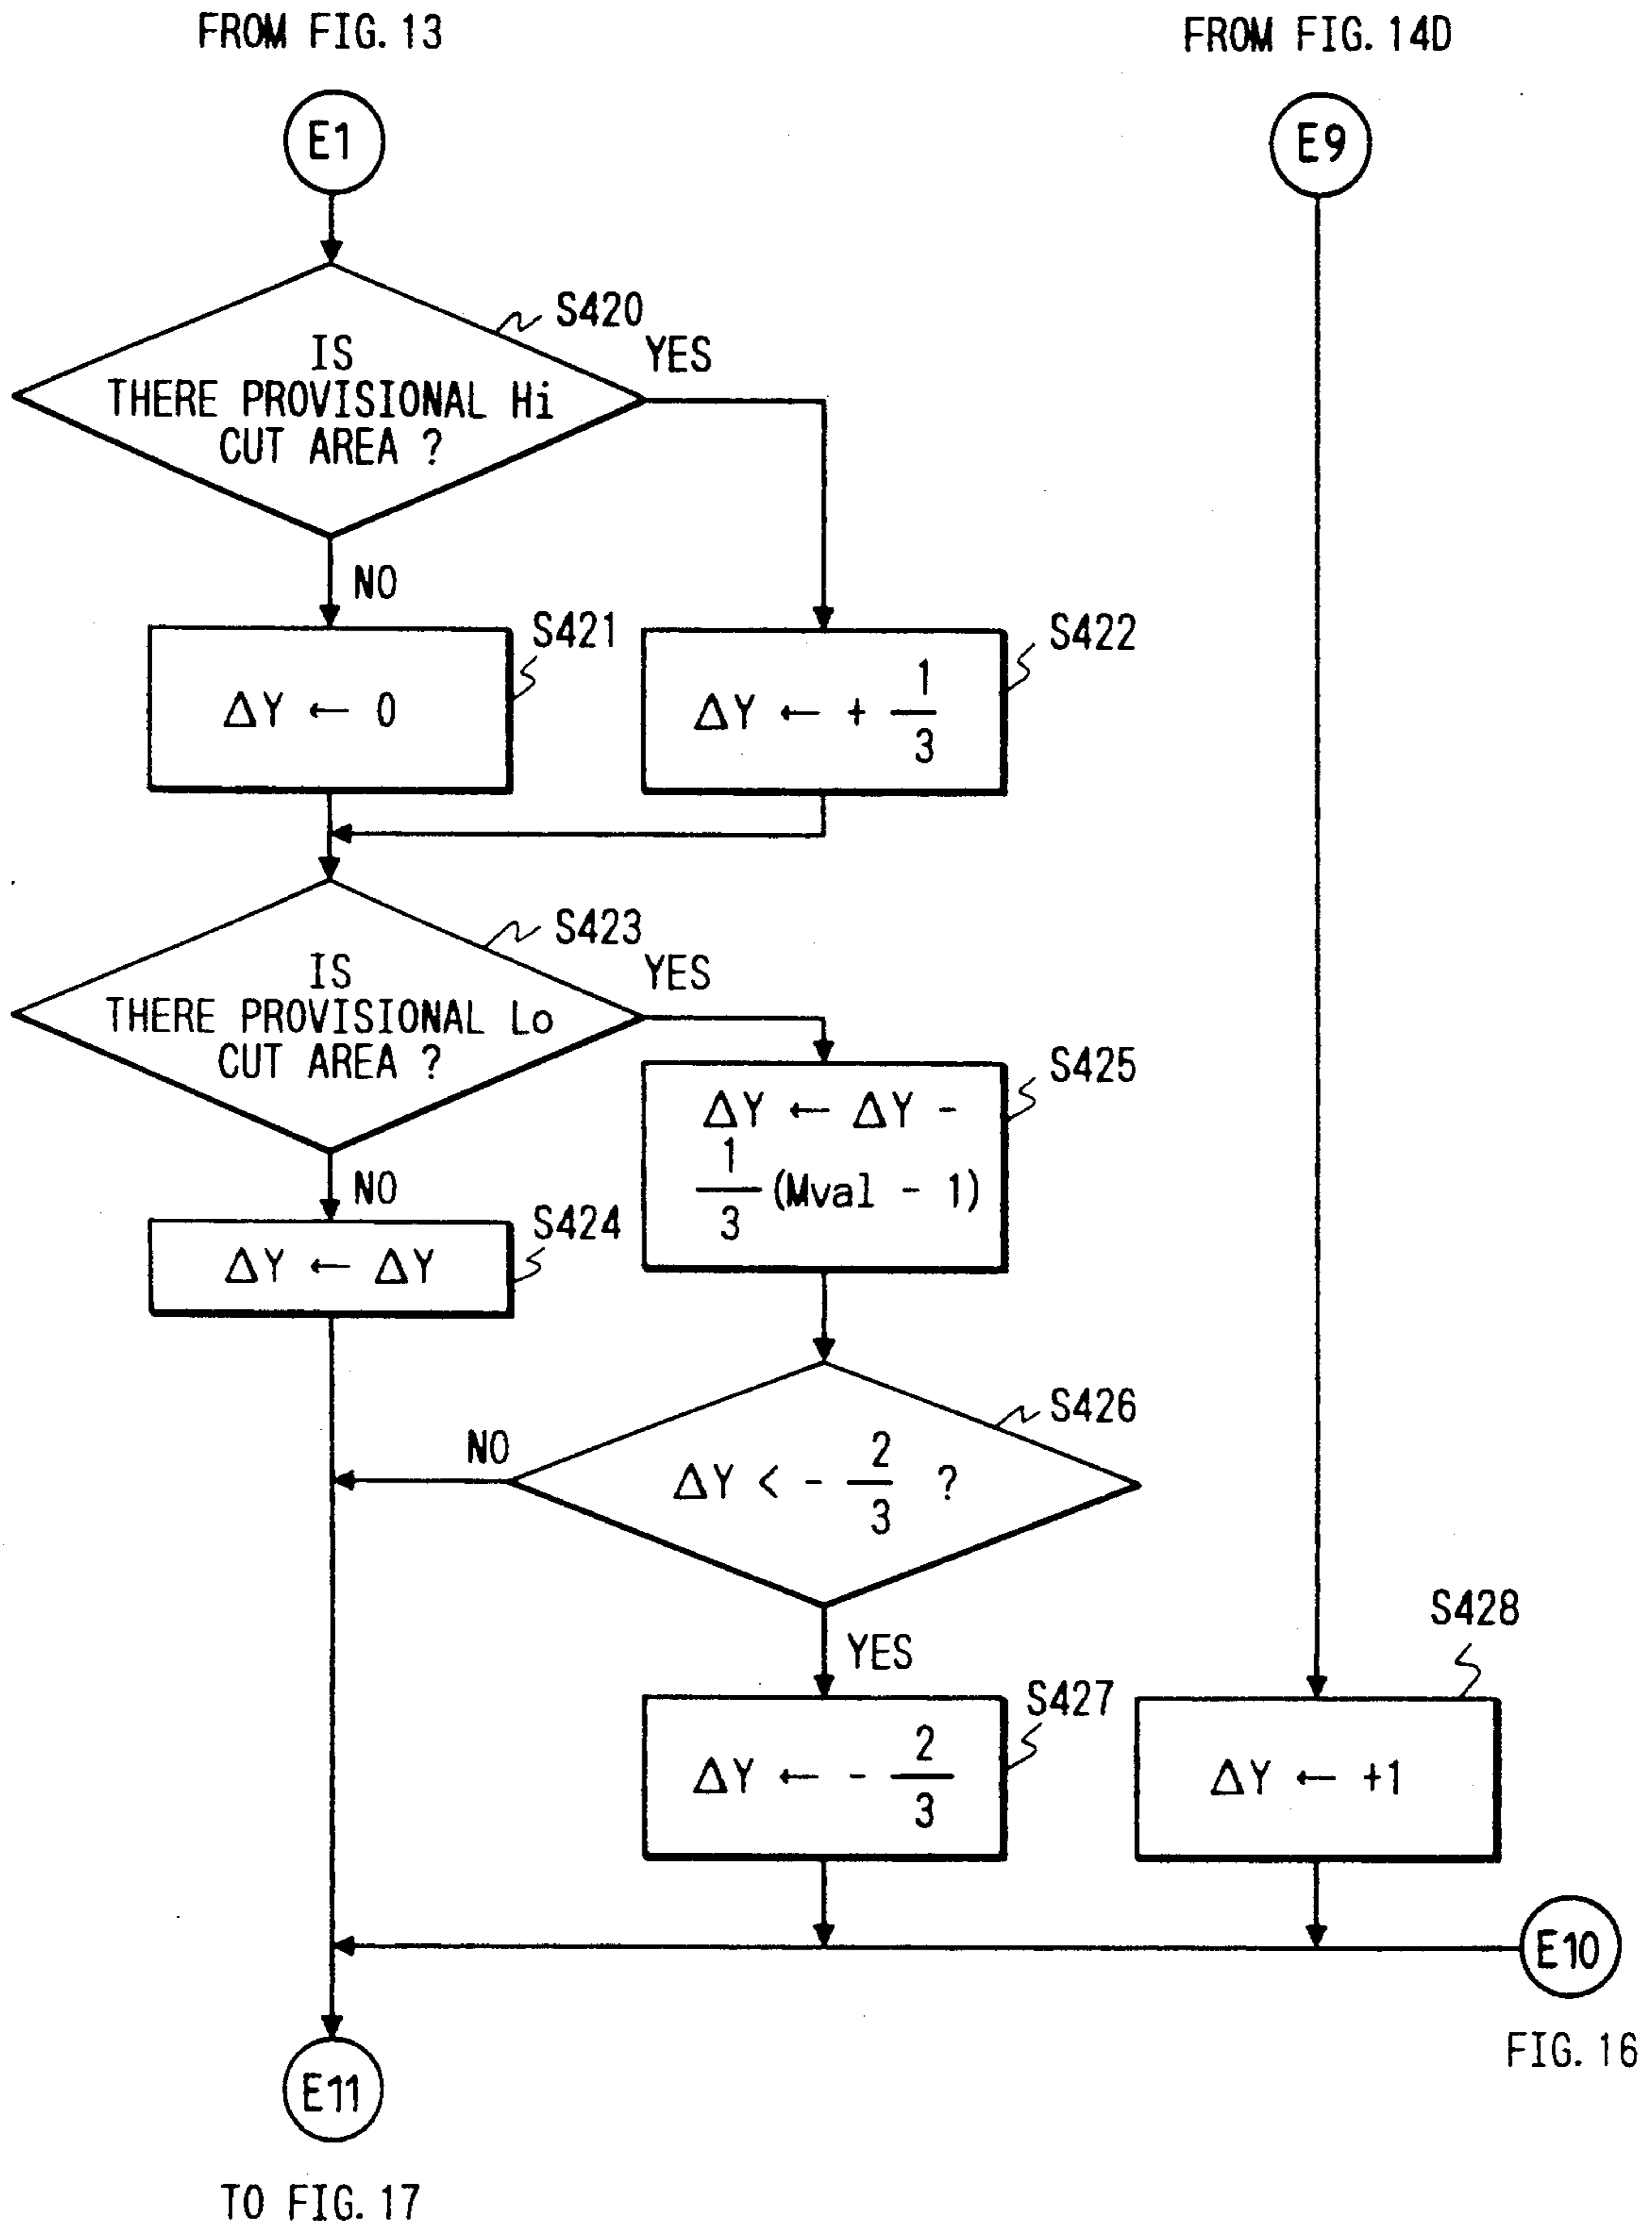 FROM FIG. 13
FROM FIG. 14D
E1
E9
S420
IS
THERE PROVISIONAL Hi
CUT AREA ?
YES
NO
S421
ΔY ← 0
S422
ΔY ← + 1/3
S423
IS
THERE PROVISIONAL Lo
CUT AREA ?
YES
NO
S424
ΔY ← ΔY
S425
ΔY ← ΔY -
1/3 (Mval - 1)
S426
ΔY < - 2/3 ?
NO
YES
S427
ΔY ← - 2/3
S428
ΔY ← +1
E10
FIG. 16
E11
TO FIG. 17